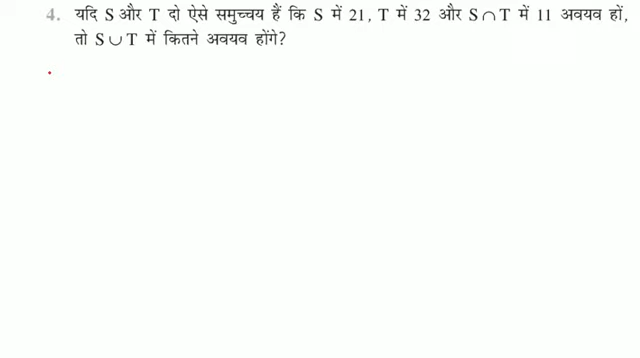 4. यदि S और T दो ऐसे समुच्चय हैं कि S में 21, T में 32 और S ∩ T में 11 अवयव हों,
तो S ∪ T में कितने अवयव होंगे?